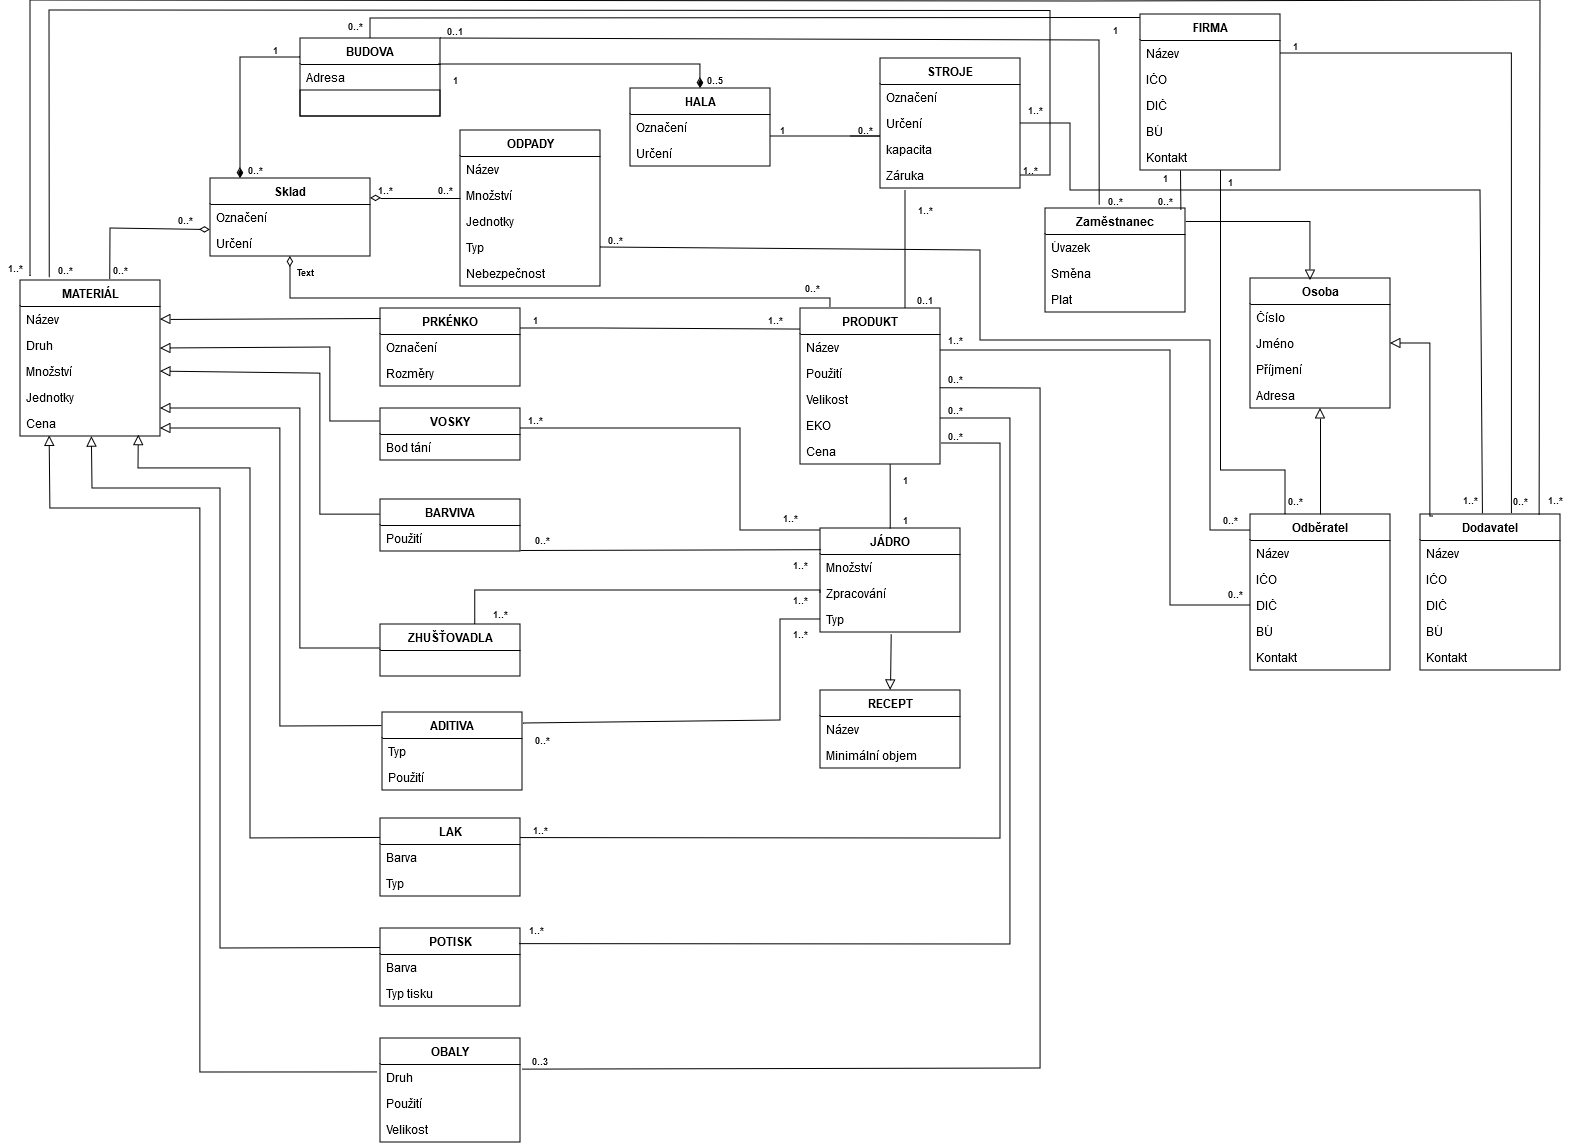 0..*
0..1
1
FIRMA
Název
IČO
DIČ
BÚ
Kontakt
1
1
BUDOVA
Adresa
1
0..5
HALA
Označení
Určení
1
0..*
STROJE
Označení
Určení
kapacita
Záruka
1..*
1..*
1..*
0..*
Sklad
Označení
Určení
1..*
0..*
0..*
Text
ODPADY
Název
Množství
Jednotky
Typ
Nebezpečnost
0..*
1
1
0..*
0..*
Zaměstnanec
Úvazek
Směna
Plat
Osoba
Číslo
Jméno
Příjmení
Adresa
1..*
0..*
0..*
MATERIÁL
Název
Druh
Množství
Jednotky
Cena
PRKÉNKO
Označení
Rozměry
1
1..*
0..*
0..1
PRODUKT
Název
Použití
Velikost
EKO
Cena
1..*
0..*
0..*
0..*
1
VOSKY
Bod tání
1..*
1..*
BARVIVA
Použití
0..*
1
JÁDRO
Množství
Zpracování
Typ
1..*
1..*
1..*
0..*
0..*
0..*
Odběratel
Název
IČO
DIČ
BÚ
Kontakt
1..*
0..*
1..*
Dodavatel
Název
IČO
DIČ
BÚ
Kontakt
1..*
ZHUŠŤOVADLA
RECEPT
Název
Minimální objem
ADITIVA
Typ
Použití
0..*
LAK
Barva
Typ
1..*
POTISK
Barva
Typ tisku
1..*
OBALY
Druh
Použití
Velikost
0..3